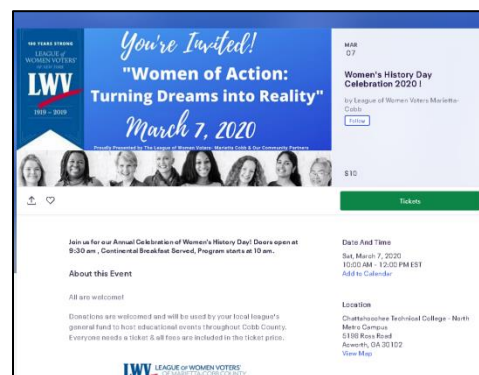 100 YEARS STRONG
LEAGUE of
WOMEN VOTERS®
OF NEW YORK
LWV
1919 – 2019
You're Invited!
"Women of Action:
Turning Dreams into Reality"
March 7, 2020
Proudly Presented by The League of Women Voters: Marietta Cobb & Our Community Partners
MAR
07
Women's History Day
Celebration 2020 !
by League of Women Voters Marietta-
Cobb
Follow
$10
Tickets
Join us for our Annual Celebration of Women's History Day! Doors open at
9:30 am , Continental Breakfast Served, Program starts at 10 am.
About this Event
All are welcome!
Donations are welcomed and will be used by your local league's
general fund to host educational events throughout Cobb County.
Everyone needs a ticket & all fees are included in the ticket price.
LWV LEAGUE OF WOMEN VOTERS®
OF MARIETTA-COBB COUNTY
Date And Time
Sat, March 7, 2020
10:00 AM – 12:00 PM EST
Add to Calendar
Location
Chattahoochee Technical College - North
Metro Campus
5198 Ross Road
Acworth, GA 30102
View Map